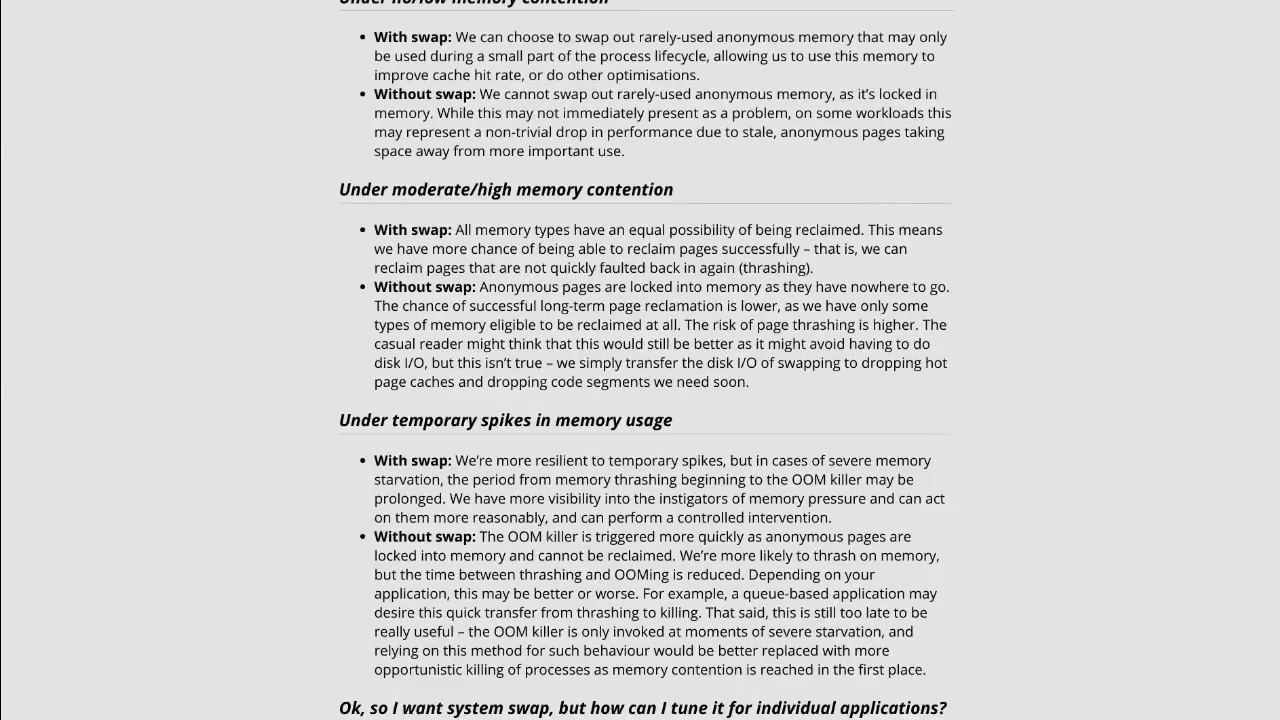 Under no/low memory contention
• With swap: We can choose to swap out rarely-used anonymous memory that may only
be used during a small part of the process lifecycle, allowing us to use this memory to
improve cache hit rate, or do other optimisations.
• Without swap: We cannot swap out rarely-used anonymous memory, as it’s locked in
memory. While this may not immediately present as a problem, on some workloads this
may represent a non-trivial drop in performance due to stale, anonymous pages taking
space away from more important use.
Under moderate/high memory contention
• With swap: All memory types have an equal possibility of being reclaimed. This means
we have more chance of being able to reclaim pages successfully – that is, we can
reclaim pages that are not quickly faulted back in again (thrashing).
• Without swap: Anonymous pages are locked into memory as they have nowhere to go.
The chance of successful long-term page reclamation is lower, as we have only some
types of memory eligible to be reclaimed at all. The risk of page thrashing is higher. The
casual reader might think that this would still be better as it might avoid having to do
disk I/O, but this isn’t true – we simply transfer the disk I/O of swapping to dropping hot
page caches and dropping code segments we need soon.
Under temporary spikes in memory usage
• With swap: We’re more resilient to temporary spikes, but in cases of severe memory
starvation, the period from memory thrashing beginning to the OOM killer may be
prolonged. We have more visibility into the instigators of memory pressure and can act
on them more reasonably, and can perform a controlled intervention.
• Without swap: The OOM killer is triggered more quickly as anonymous pages are
locked into memory and cannot be reclaimed. We’re more likely to thrash on memory,
but the time between thrashing and OOMing is reduced. Depending on your
application, this may be better or worse. For example, a queue-based application may
desire this quick transfer from thrashing to killing. That said, this is still too late to be
really useful – the OOM killer is only invoked at moments of severe starvation, and
relying on this method for such behaviour would be better replaced with more
opportunistic killing of processes as memory contention is reached in the first place.
Ok, so I want system swap, but how can I tune it for individual applications?